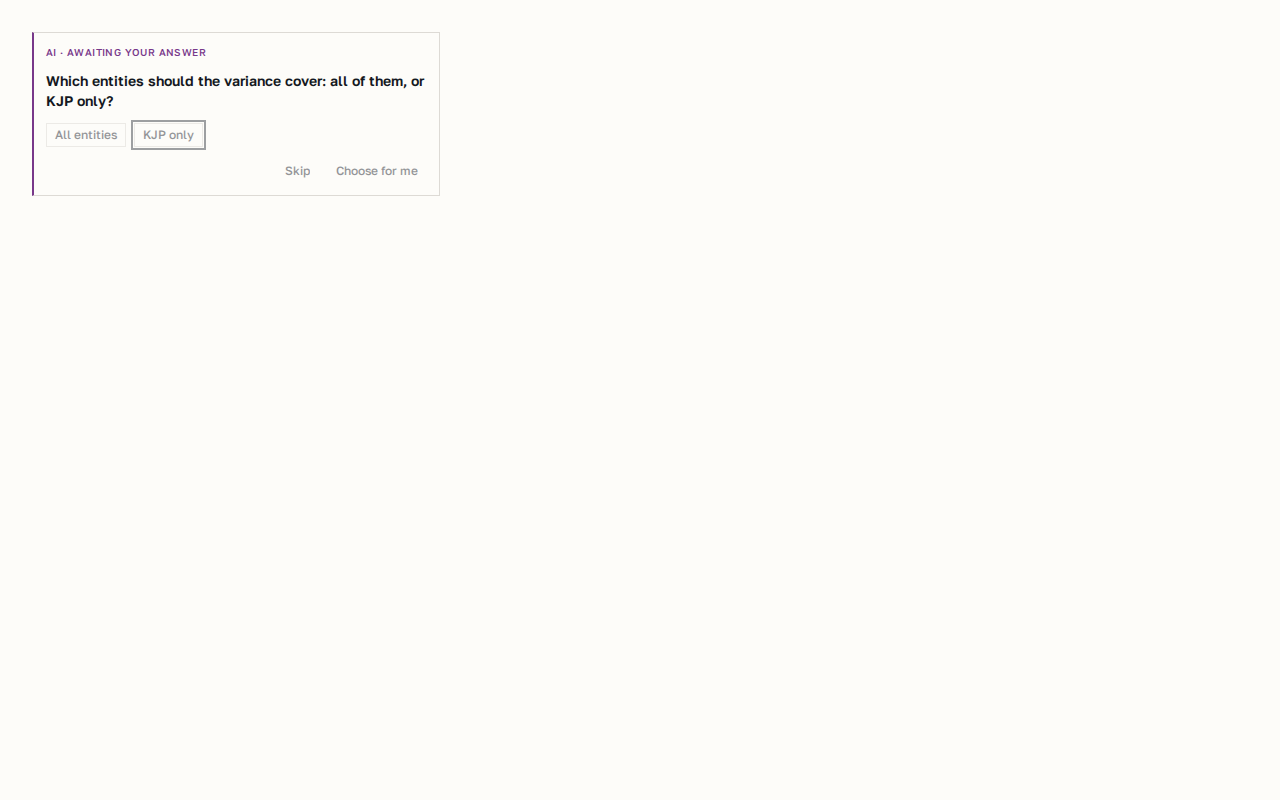 AI · AWAITING YOUR ANSWER
Which entities should the variance cover: all of them, or
KJP only?
All entities KJP only
Skip Choose for me